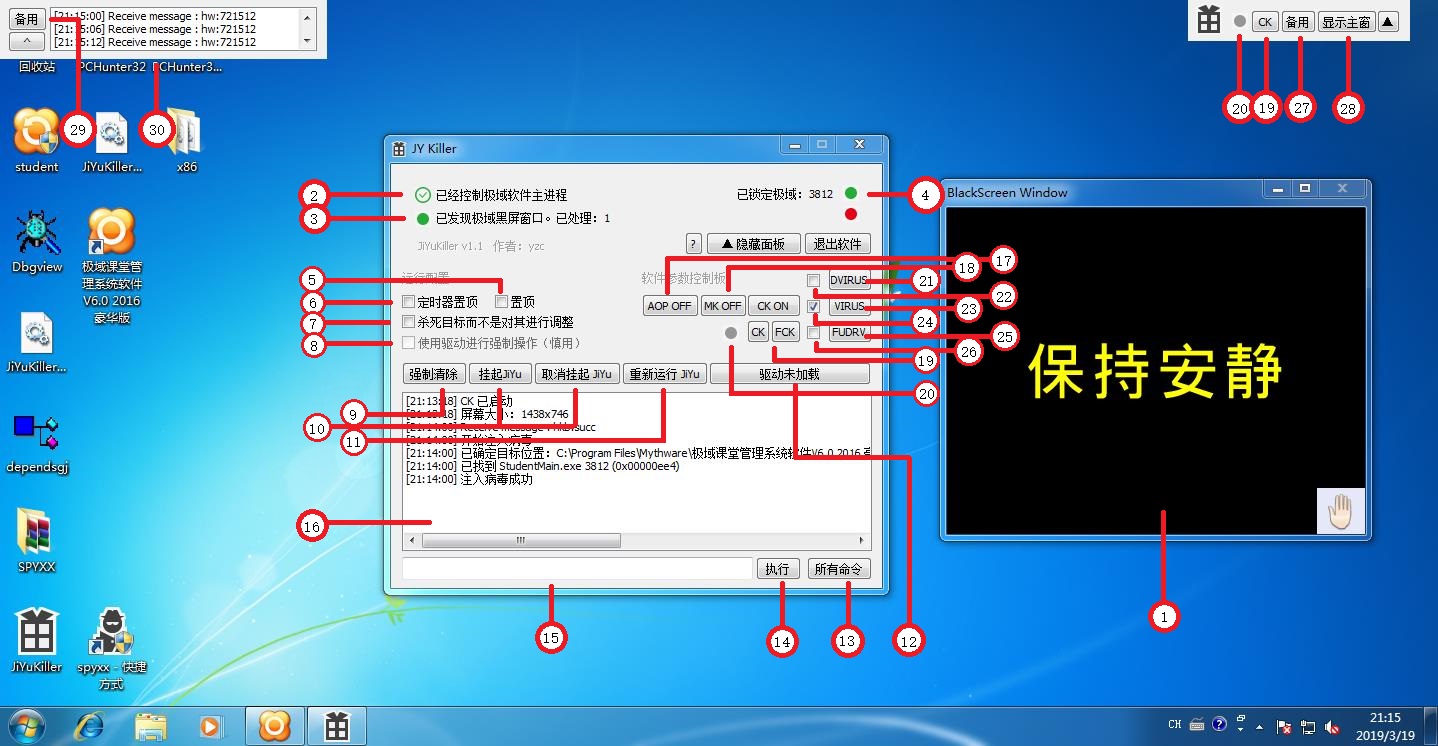 备用
[21:15:00] Receive message : hw:721512
[21:15:06] Receive message : hw:721512
[21:15:12] Receive message : hw:721512
CK
备用
显示主窗
▲
20
19
27
28
回收站
PCHunter32
PCHunter3...
29
30
student
JiYuKiller...
x86
Dbgview
极域课堂管
理系统软件
V6.0 2016
豪华版
JiYuKiller...
dependsgj
SPYXX
JiYuKiller
spyxx - 快捷
方式
JY Killer
2
已经控制极域软件主进程
已锁定极域：3812
4
3
已发现极域黑屏窗口。已处理：1
JiYuKiller v1.1 作者：yzc
?
▲隐藏面板
退出软件
运行配置
软件参数控制板
5
18
17
DVIRUS
21
6
定时器置顶
置顶
AOP OFF
MK OFF
CK ON
VIRUS
22
23
7
杀死目标而不是对其进行调整
24
8
使用驱动进行强制操作（慎用）
CK
FCK
FUDRV
25
26
19
强制清除
挂起JiYu
取消挂起 JiYu
重新运行 JiYu
驱动未加载
20
9
10
11
[21:13:18] CK 已启动
[21:13:18] 屏幕大小：1438x746
[21:14:00] Receive message : hkb:succ
[21:14:00] 开始注入病毒
[21:14:00] 已确定目标位置：C:\Program Files\Mythware\极域课堂管理系统软件V6.0 2016
[21:14:00] 已找到 StudentMain.exe 3812 (0x00000ee4)
[21:14:00] 注入病毒成功
16
执行
所有命令
15
14
13
12
BlackScreen Window
保持安静
1
CH
21:15
2019/3/19